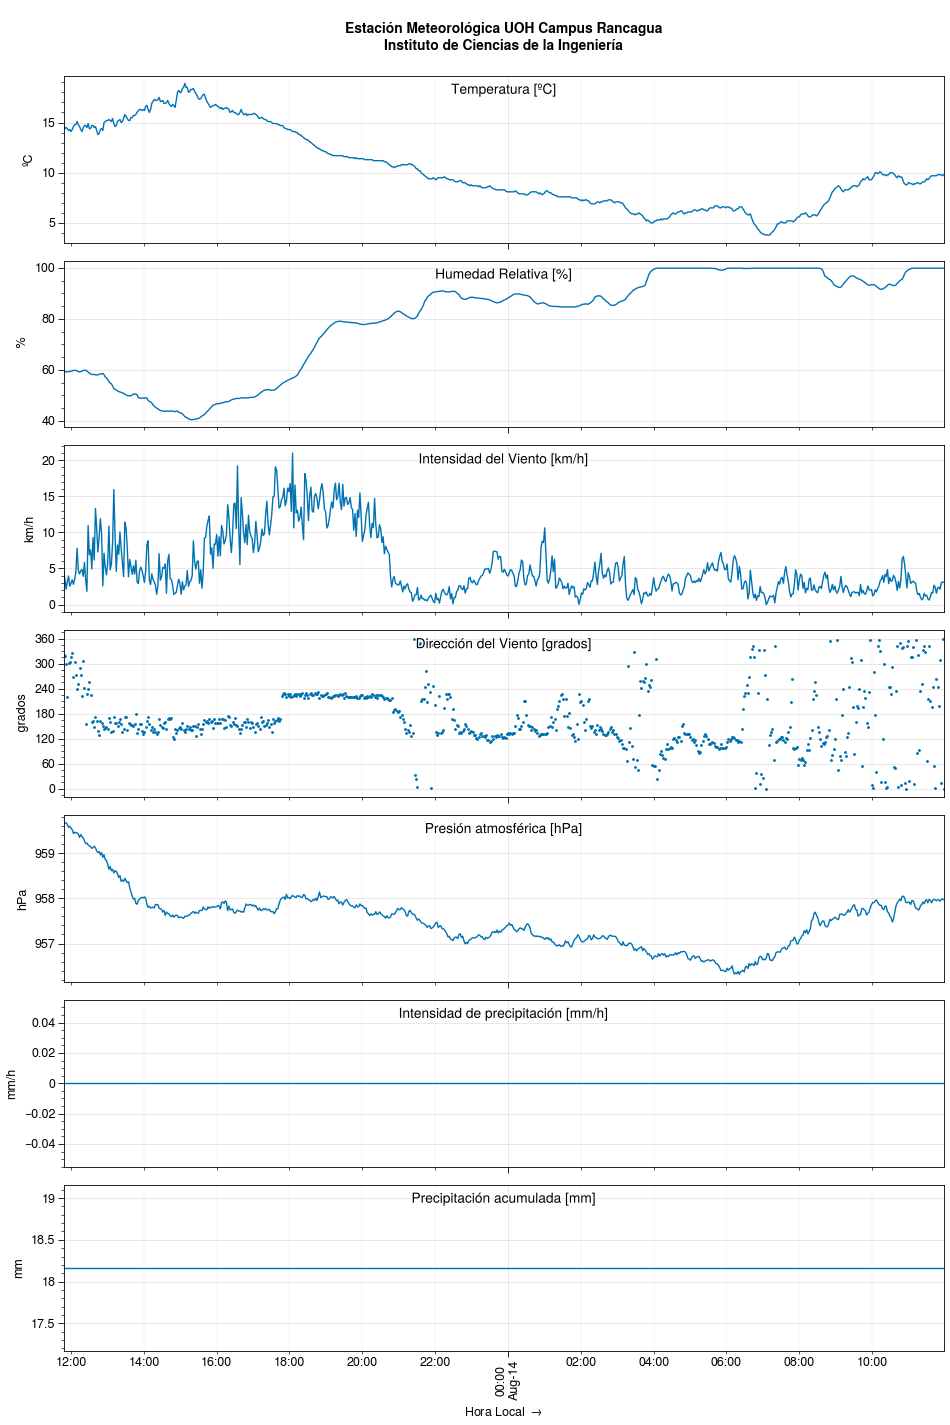 Estación Meteorológica UOH Campus Rancagua
Instituto de Ciencias de la Ingeniería
Temperatura [ºC]
15
10
5
ºC
Humedad Relativa [%]
100
80
60
40
%
Intensidad del Viento [km/h]
20
15
10
5
0
km/h
Dirección del Viento [grados]
360
300
240
180
120
60
0
grados
Presión atmosférica [hPa]
959
958
957
hPa
Intensidad de precipitación [mm/h]
0.04
0.02
0
−0.02
−0.04
mm/h
Precipitación acumulada [mm]
19
18.5
18
17.5
mm
12:00 14:00 16:00 18:00 20:00 22:00 00:00 02:00 04:00 06:00 08:00 10:00
Aug-14
Hora Local →